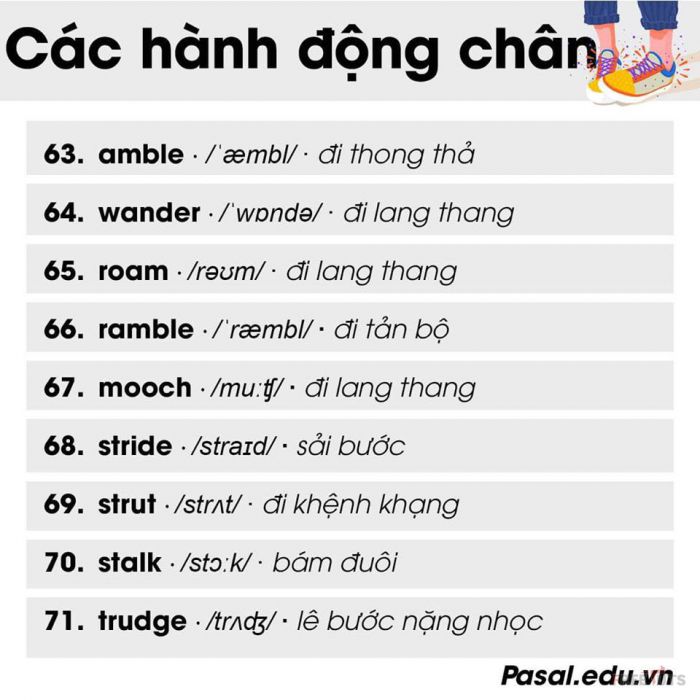 Các hành động chân
63. amble · /ˈæmbl/ · đi thong thả
64. wander · /ˈwɒndə/ · đi lang thang
65. roam · /rəʊm/ · đi lang thang
66. ramble · /ˈræmbl/ · đi tản bộ
67. mooch · /muːʧ/ · đi lang thang
68. stride · /straɪd/ · sải bước
69. strut · /strʌt/ · đi khệnh khạng
70. stalk · /stɔːk/ · bám đuôi
71. trudge · /trʌʤ/ · lê bước nặng nhọc
Pasal.edu.vn